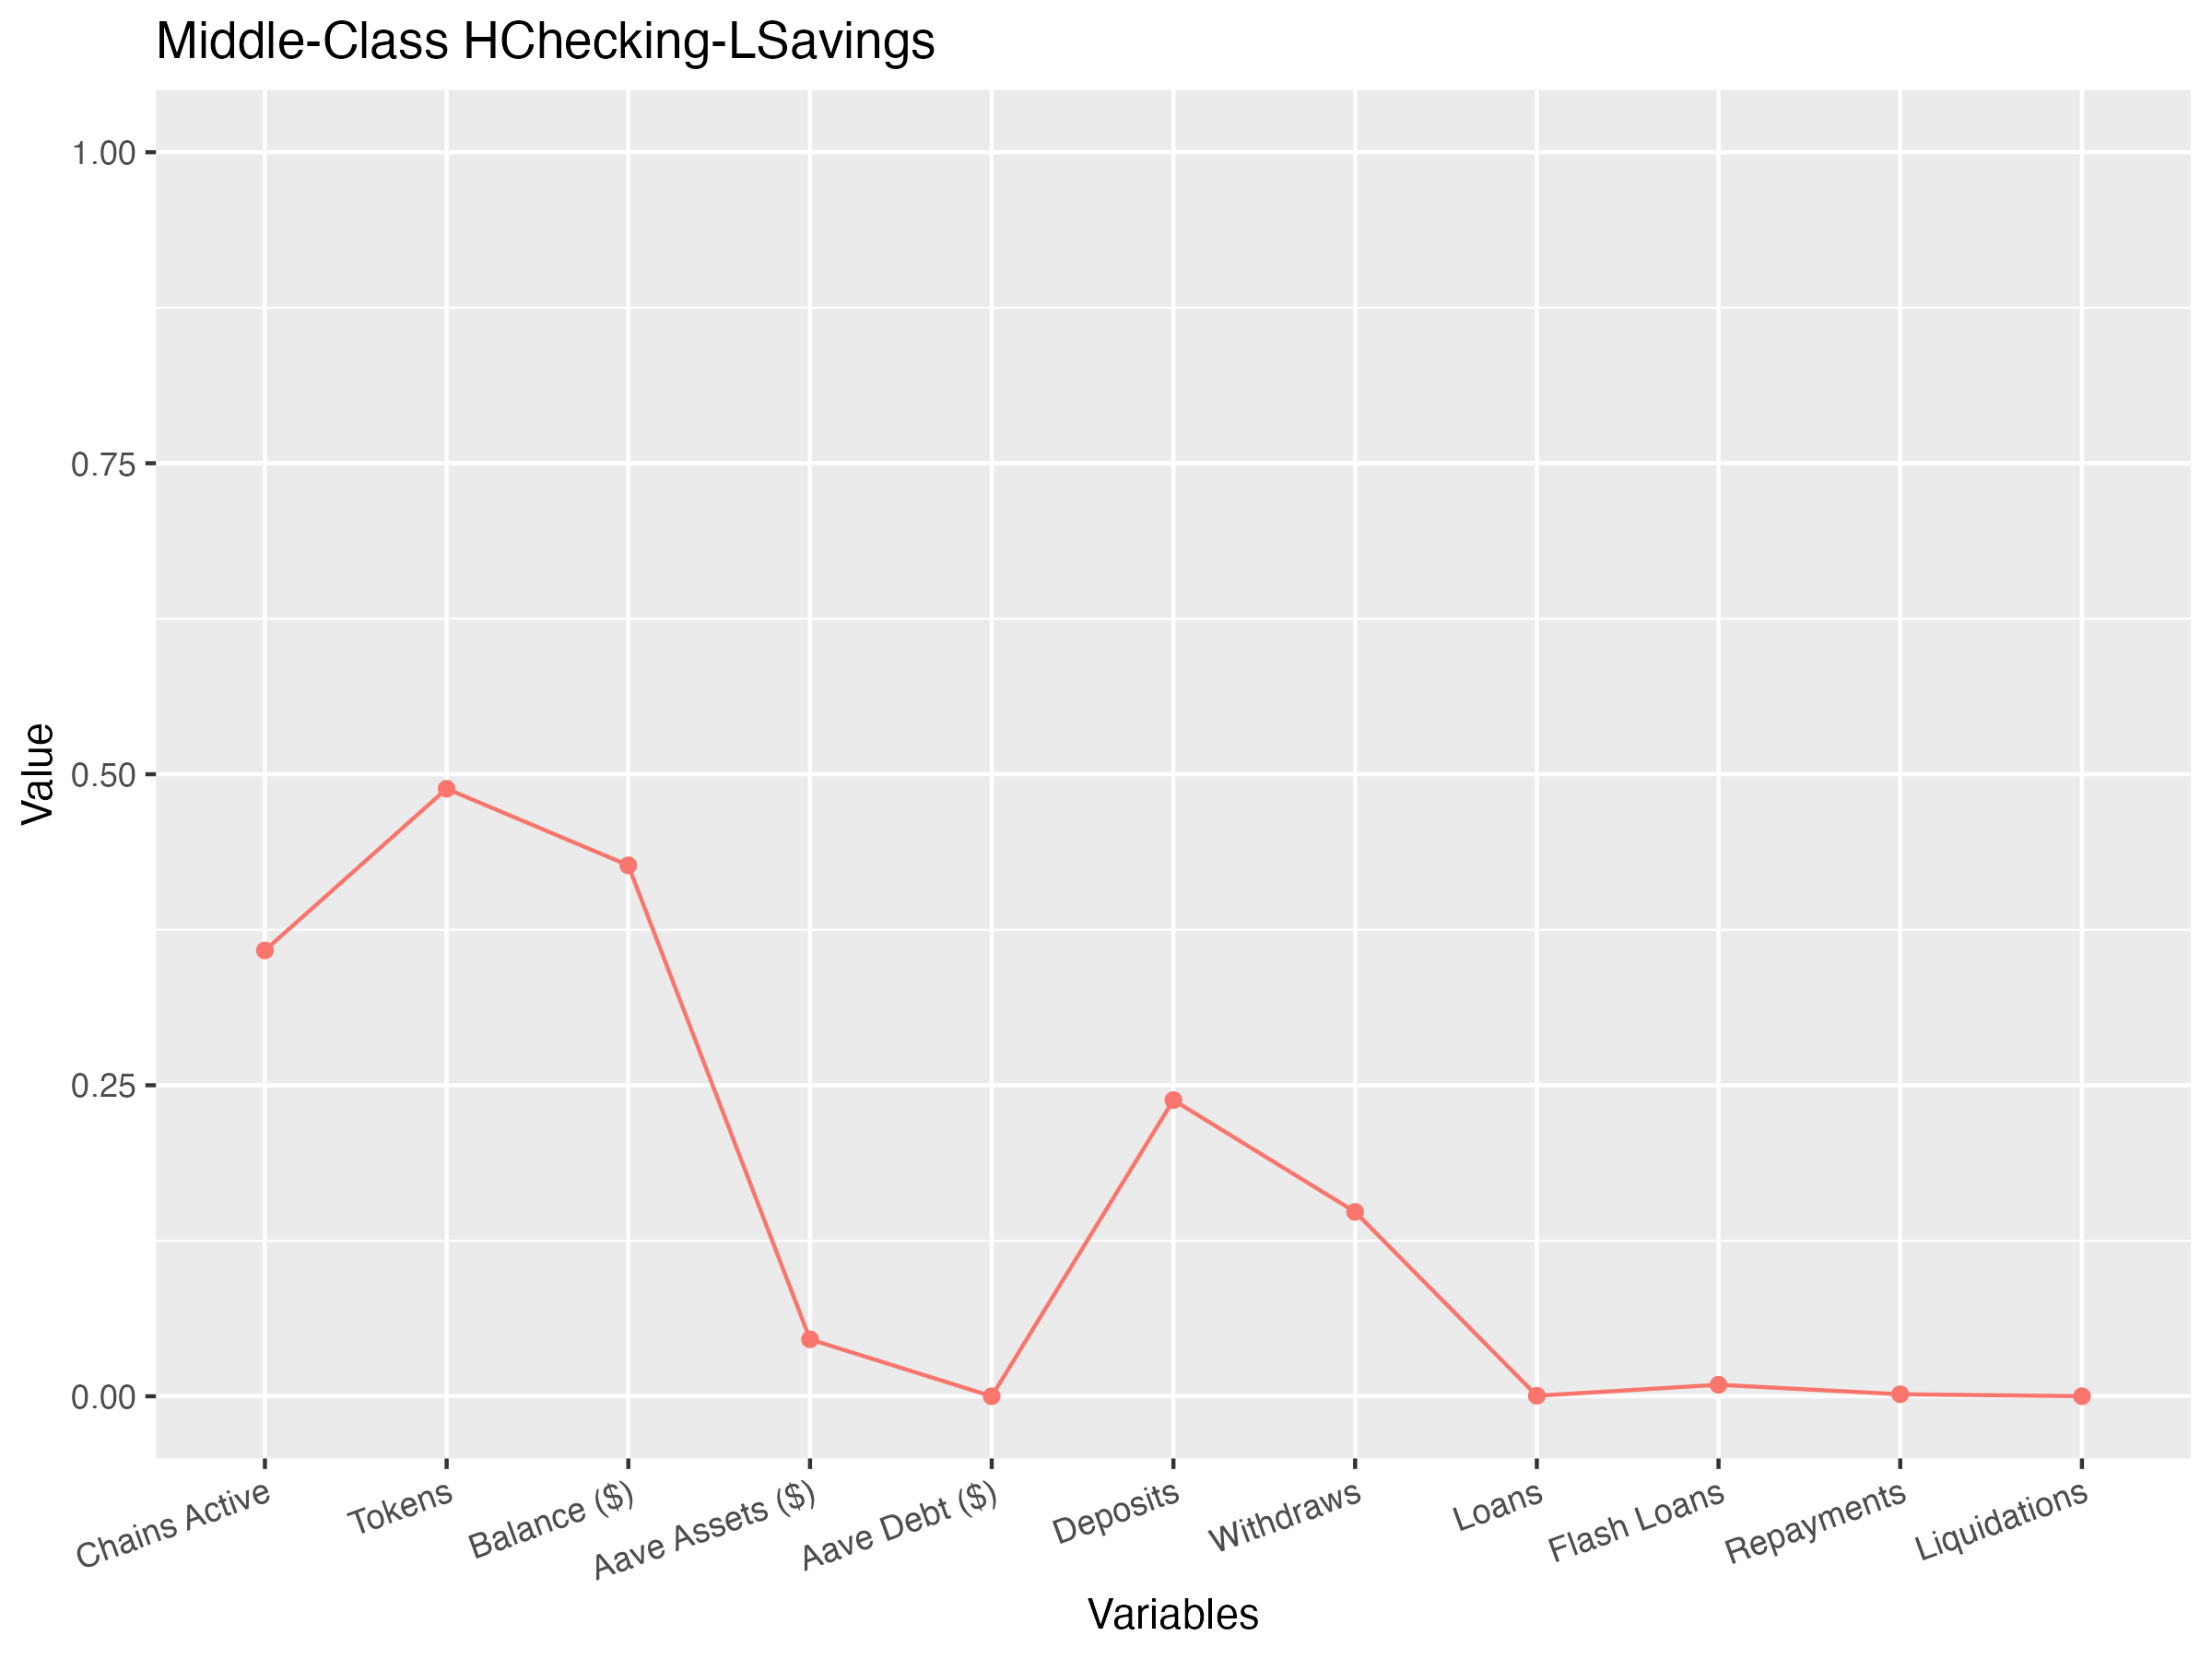 Middle-Class HChecking-LSavings
Value
1.00
0.75
0.50
0.25
0.00
Chains Active
Tokens
Balance ($)
Aave Assets ($)
Aave Debt ($)
Deposits
Withdraws
Loans
Flash Loans
Repayments
Liquidations
Variables